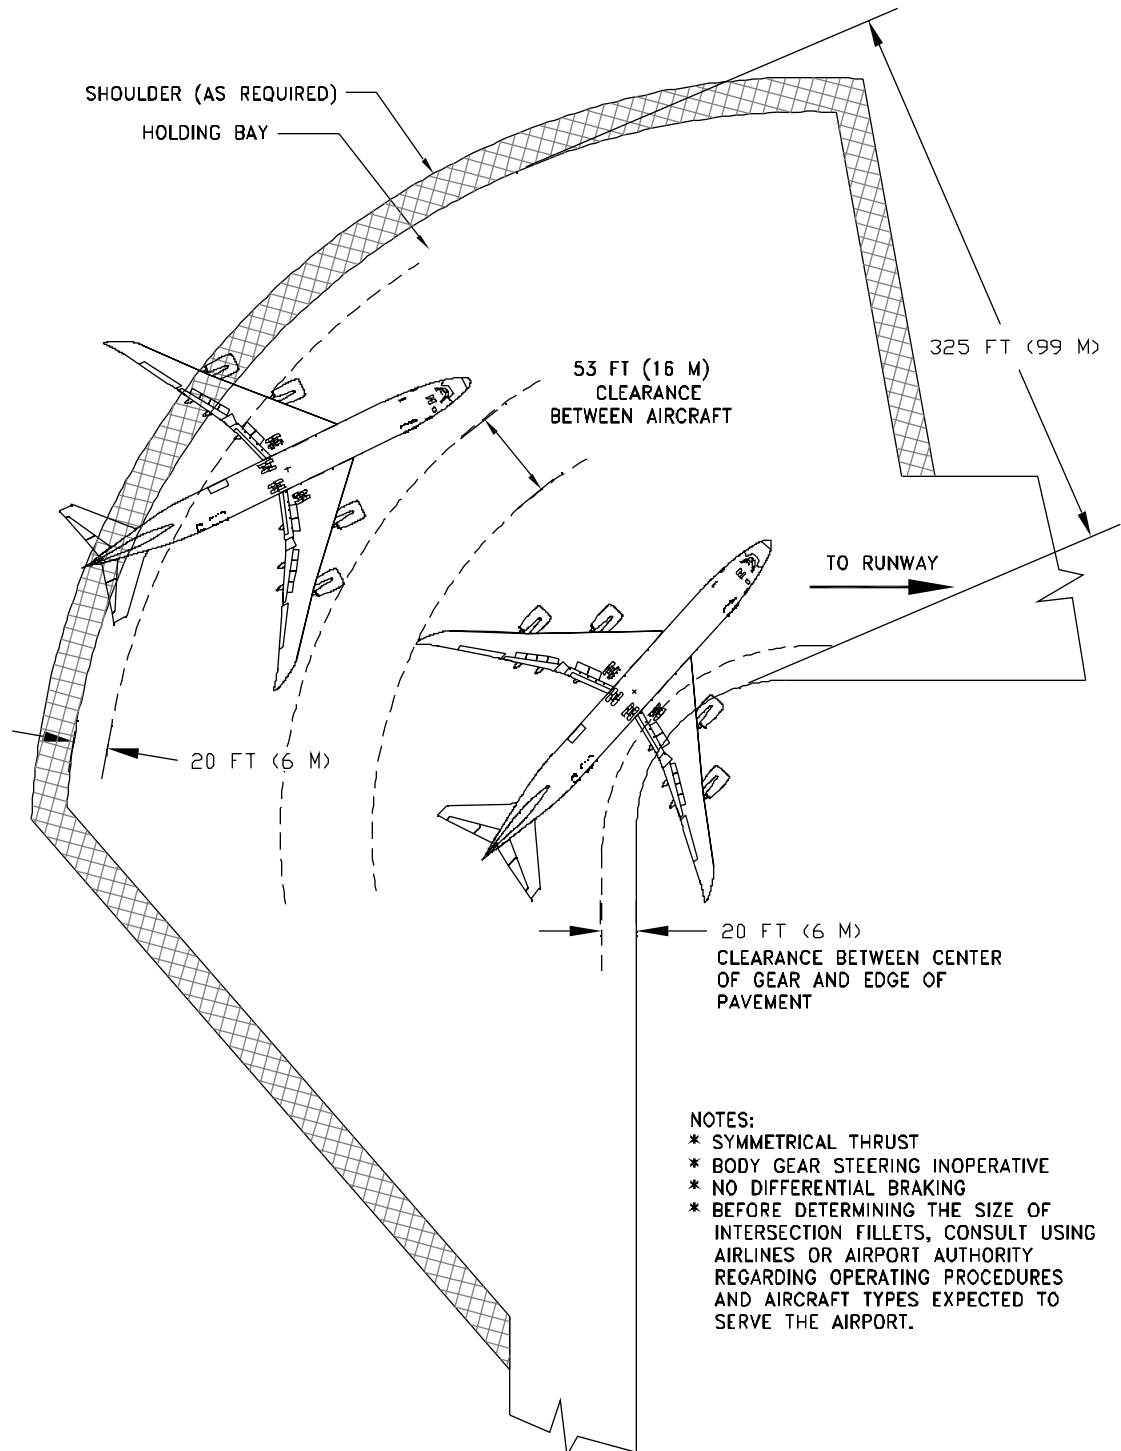 SHOULDER (AS REQUIRED)
HOLDING BAY
325 FT (99 M)
53 FT (16 M)
CLEARANCE
BETWEEN AIRCRAFT
TO RUNWAY
20 FT (6 M)
20 FT (6 M)
CLEARANCE BETWEEN CENTER
OF GEAR AND EDGE OF
PAVEMENT
NOTES:
* SYMMETRICAL THRUST
* BODY GEAR STEERING INOPERATIVE
* NO DIFFERENTIAL BRAKING
* BEFORE DETERMINING THE SIZE OF
INTERSECTION FILLETS, CONSULT USING
AIRLINES OR AIRPORT AUTHORITY
REGARDING OPERATING PROCEDURES
AND AIRCRAFT TYPES EXPECTED TO
SERVE THE AIRPORT.